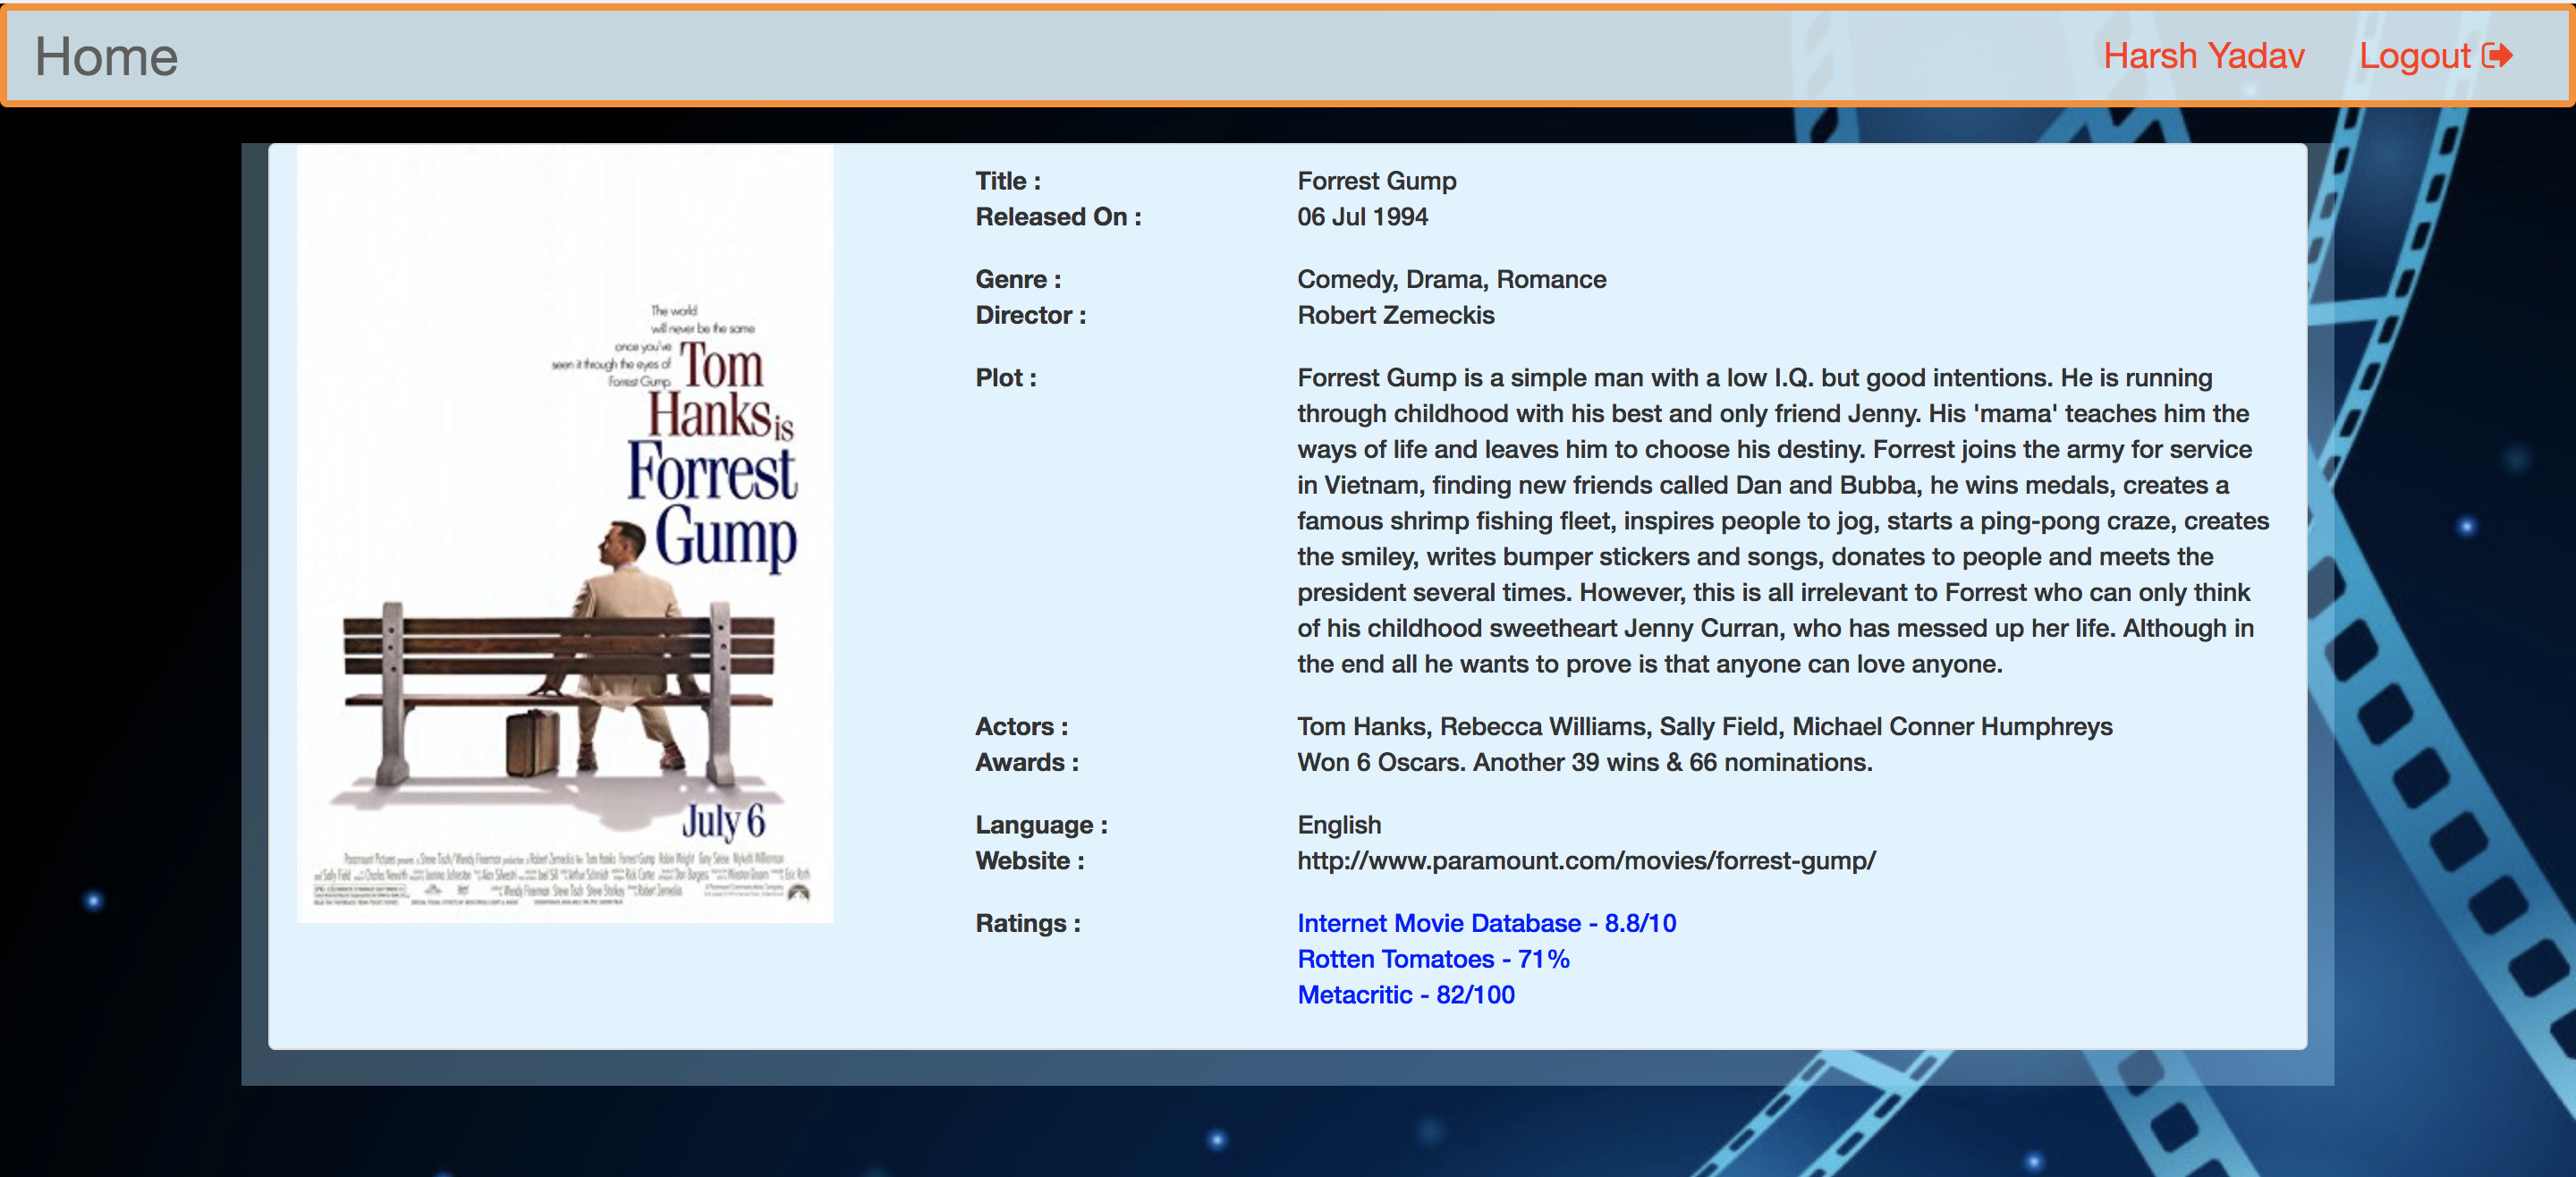 Home
Harsh Yadav
Logout
Title :
Forrest Gump
Released On :
06 Jul 1994
Genre :
Comedy, Drama, Romance
Director :
Robert Zemeckis
Plot :
Forrest Gump is a simple man with a low I.Q. but good intentions. He is running
through childhood with his best and only friend Jenny. His 'mama' teaches him the
ways of life and leaves him to choose his destiny. Forrest joins the army for service
in Vietnam, finding new friends called Dan and Bubba, he wins medals, creates a
famous shrimp fishing fleet, inspires people to jog, starts a ping-pong craze, creates
the smiley, writes bumper stickers and songs, donates to people and meets the
president several times. However, this is all irrelevant to Forrest who can only think
of his childhood sweetheart Jenny Curran, who has messed up her life. Although in
the end all he wants to prove is that anyone can love anyone.
Actors :
Tom Hanks, Rebecca Williams, Sally Field, Michael Conner Humphreys
Awards :
Won 6 Oscars. Another 39 wins & 66 nominations.
Language :
English
Website :
http://www.paramount.com/movies/forrest-gump/
Ratings :
Internet Movie Database - 8.8/10
Rotten Tomatoes - 71%
Metacritic - 82/100
The world
will never be the same
once you've
seen it through the eyes of
Forrest Gump
Tom
Hanks is
Forrest
Gump
July 6